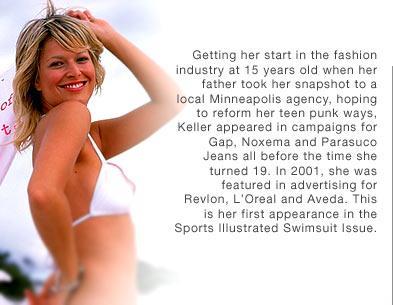 of
t
Getting her start in the fashion
industry at 15 years old when her
father took her snapshot to a
local Minneapolis agency, hoping
to reform her teen punk ways,
Keller appeared in campaigns for
Gap, Noxema and Parasuco
Jeans all before the time she
turned 19. In 2001, she was
featured in advertising for
Revlon, L'Oreal and Aveda. This
is her first appearance in the
Sports Illustrated Swimsuit Issue.